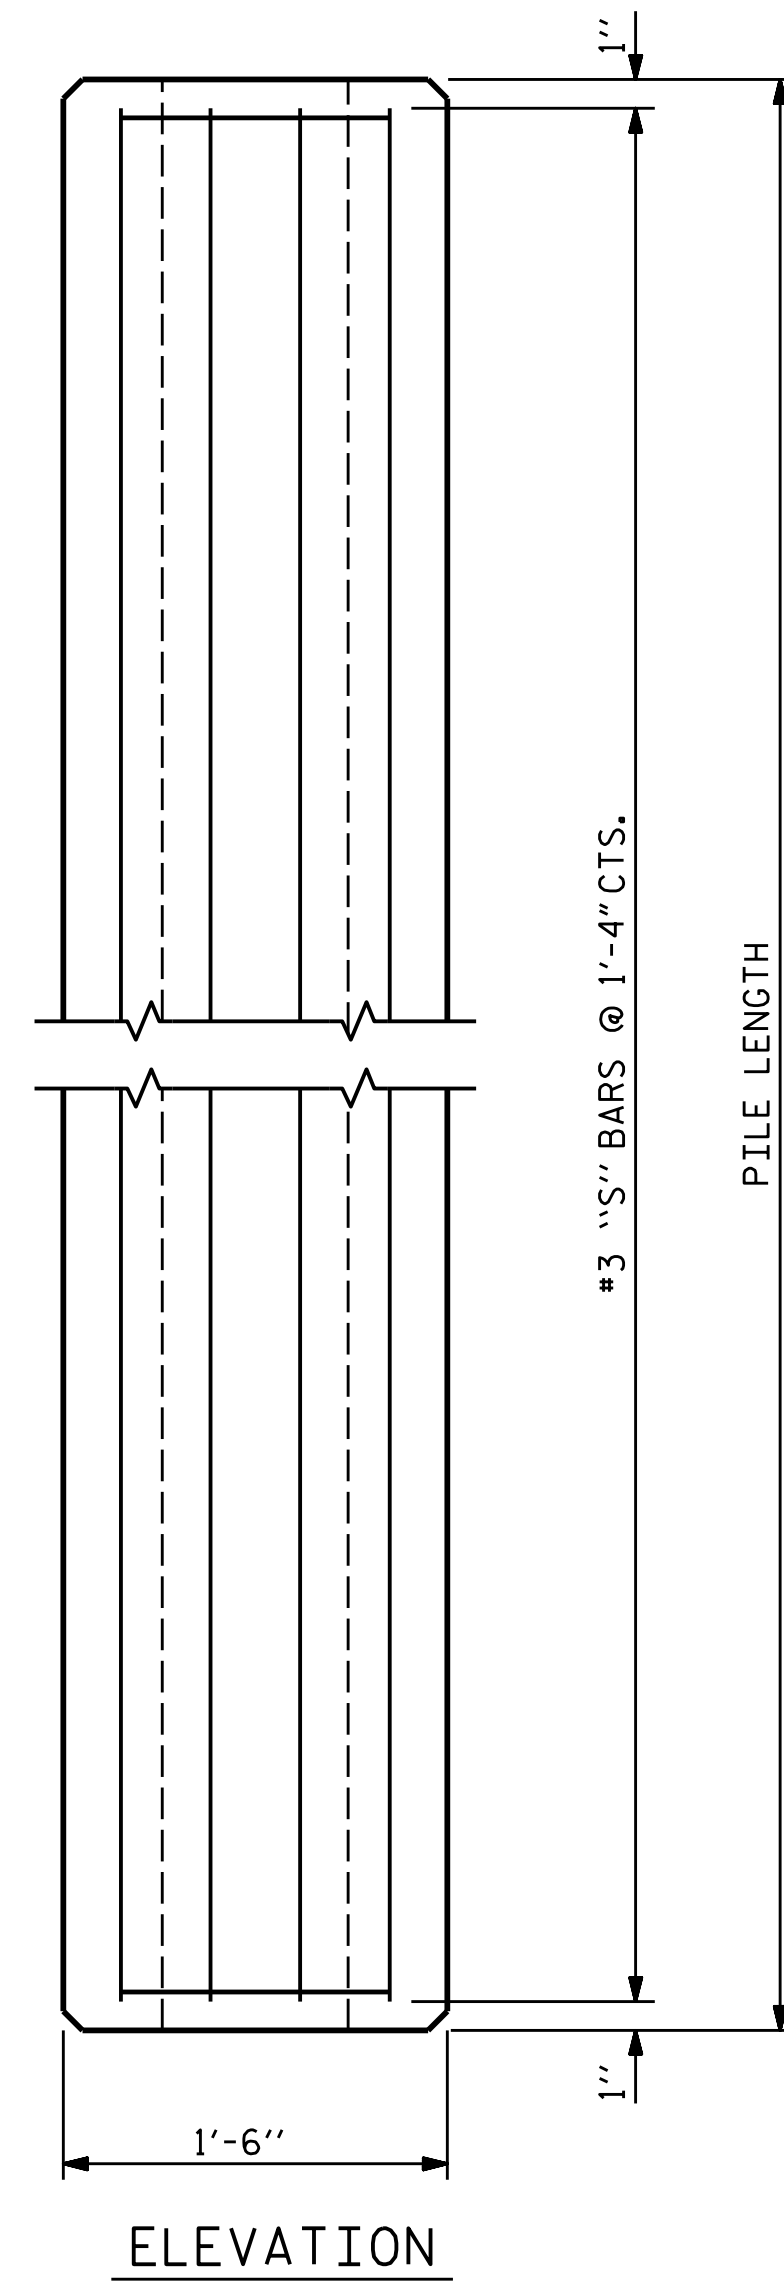 1''
#3 ‵‵S'' BARS @ 1'-4" CTS.
PILE LENGTH
1''
1'-6''
ELEVATION